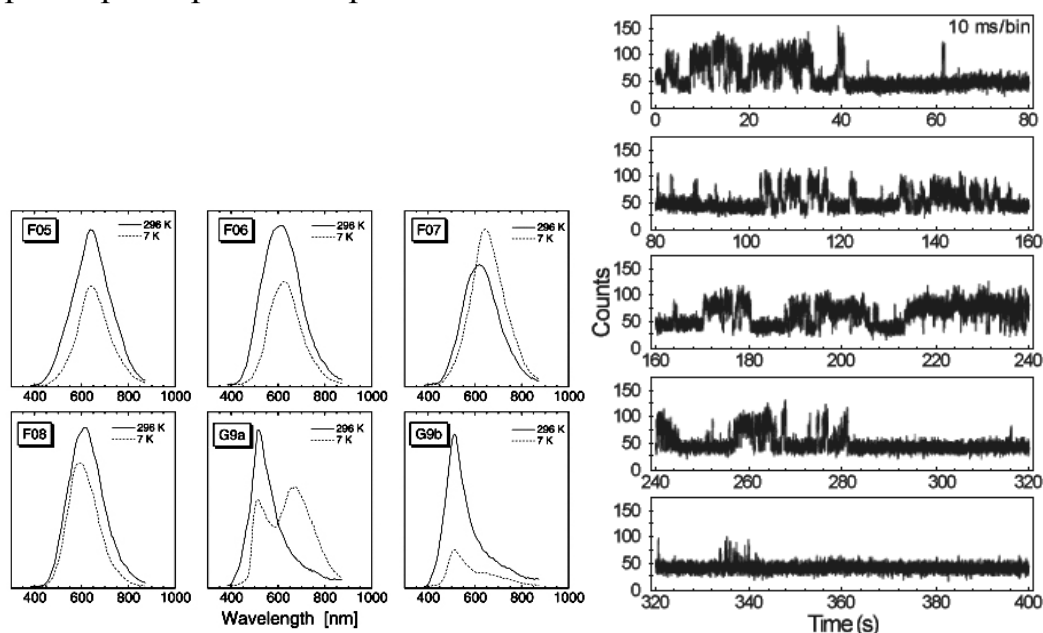 F05
296 K
7 K
F06
296 K
7 K
F07
296 K
7 K
400 600 800 1000
400 600 800 1000
400 600 800 1000
F08
296 K
7 K
G9a
296 K
7 K
G9b
296 K
7 K
400 600 800 1000
400 600 800 1000
400 600 800 1000
Wavelength [nm]
10 ms/bin
150
100
50
0
0 20 40 60 80
150
100
50
0
80 100 120 140 160
Counts
150
100
50
0
160 180 200 220 240
150
100
50
0
240 260 280 300 320
150
100
50
0
320 340 360 380 400
Time (s)